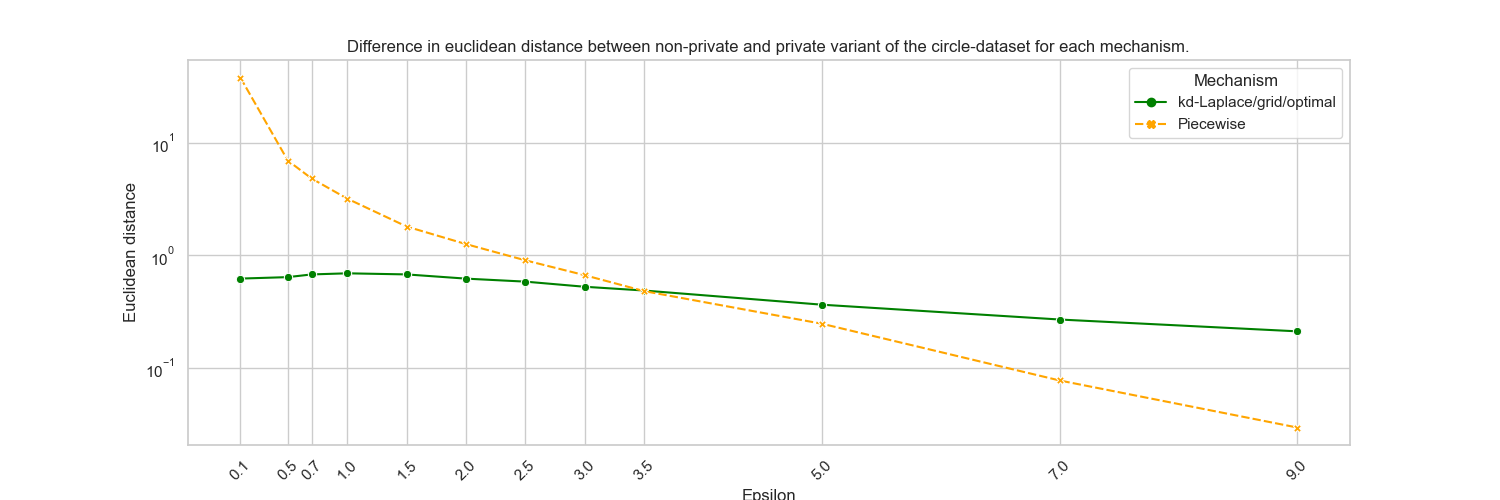 Difference in euclidean distance between non-private and private variant of the circle-dataset for each mechanism.
Mechanism
kd-Laplace/grid/optimal
Piecewise
Euclidean distance
10^1
10^0
10^-1
0.1 0.5 0.7 1.0 1.5 2.0 2.5 3.0 3.5 5.0 7.0 9.0
Epsilon